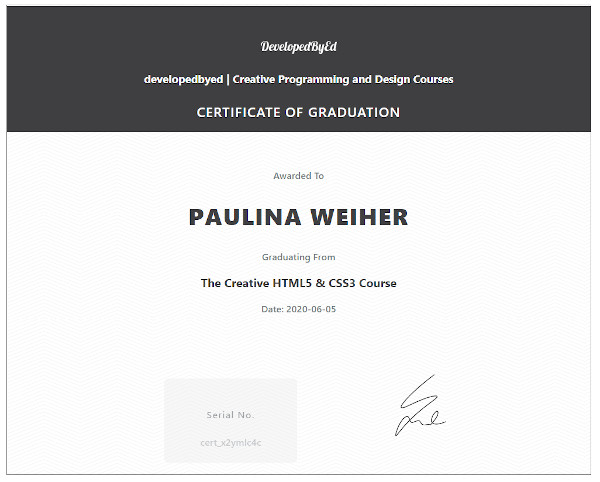 DevelopedByEd
developedbyed | Creative Programming and Design Courses
CERTIFICATE OF GRADUATION
Awarded To
PAULINA WEIHER
Graduating From
The Creative HTML5 & CSS3 Course
Date: 2020-06-05
Serial No.
cert_x2ymlc4c